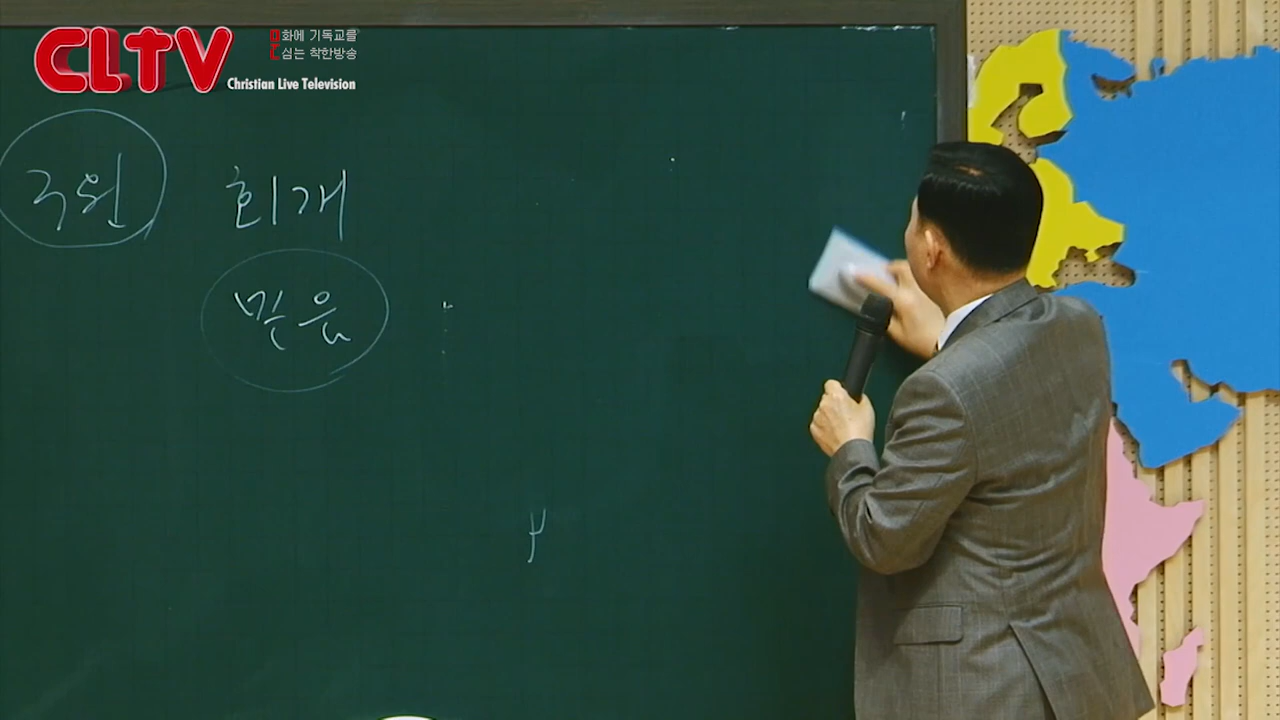 CLTV
문화에 기독교를
심는 착한방송
Christian Live Television
구원 회개
믿음